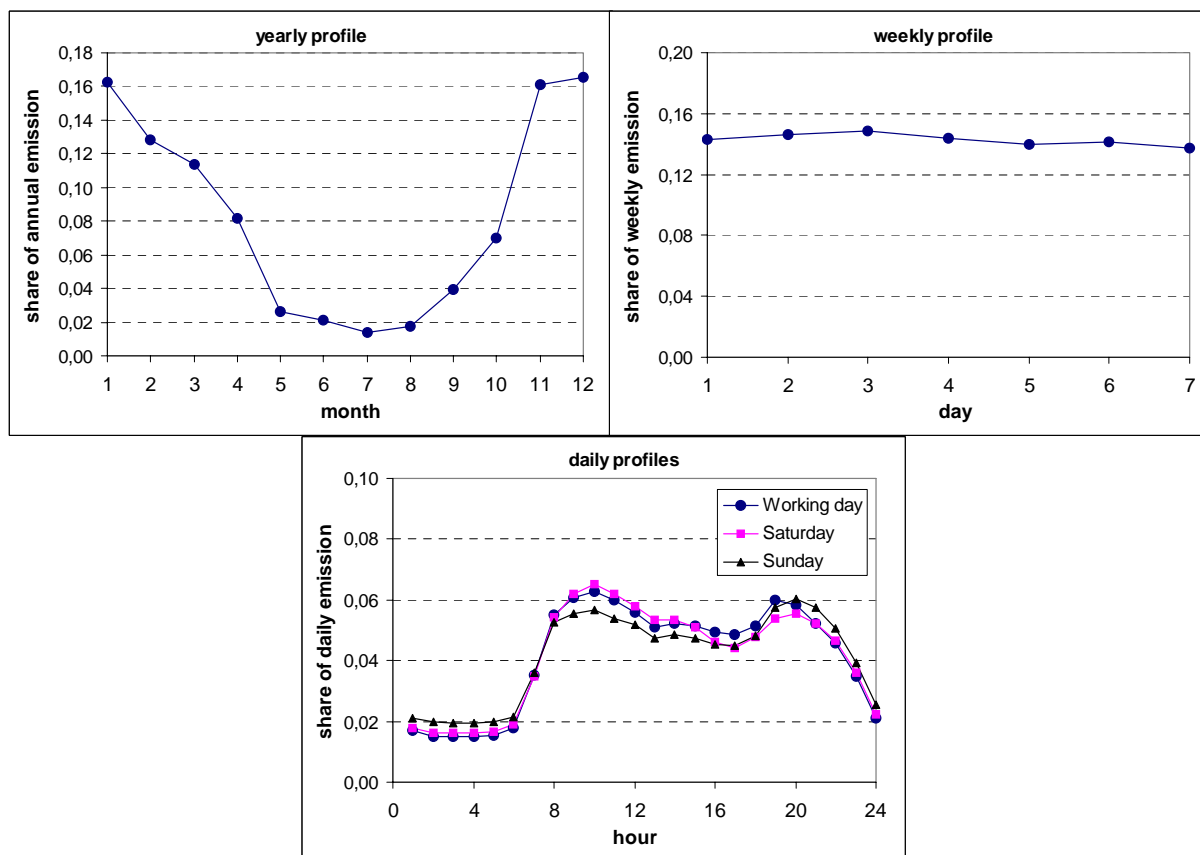 yearly profile
0,18
0,16
0,14
0,12
0,10
0,08
0,06
0,04
0,02
0,00
share of annual emission
1 2 3 4 5 6 7 8 9 10 11 12
month
weekly profile
0,20
0,16
0,12
0,08
0,04
0,00
share of weekly emission
1 2 3 4 5 6 7
day
daily profiles
0,10
0,08
0,06
0,04
0,02
0,00
share of daily emission
Working day
Saturday
Sunday
0 4 8 12 16 20 24
hour